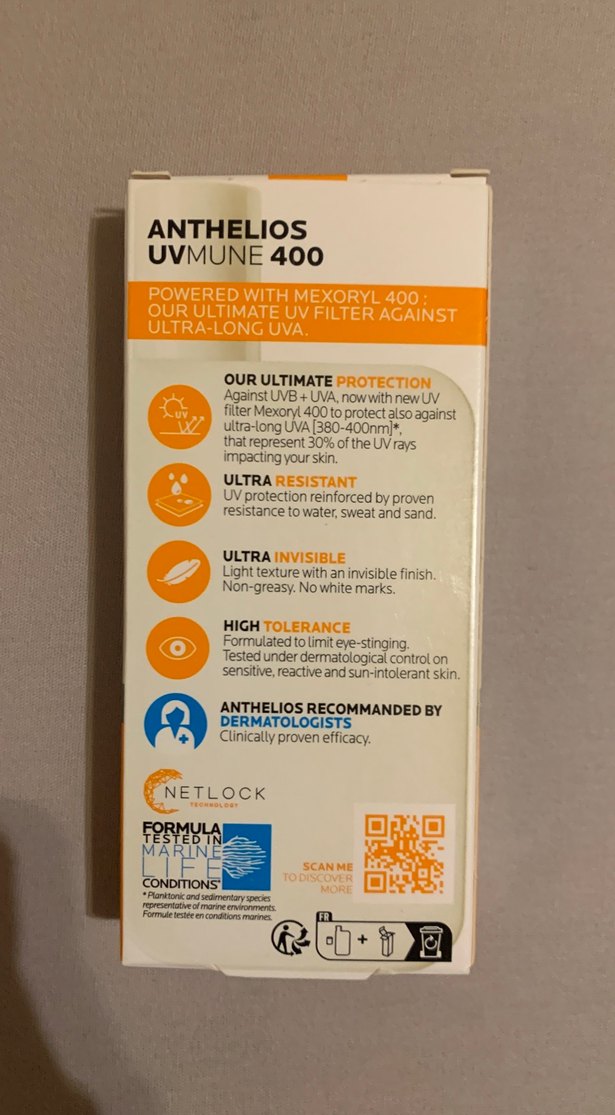 ANTHELIOS
UVMUNE 400
POWERED WITH MEXORYL 400 :
OUR ULTIMATE UV FILTER AGAINST
ULTRA-LONG UVA.
OUR ULTIMATE PROTECTION
Against UVB + UVA, now with new UV
filter Mexoryl 400 to protect also against
ultra-long UVA [380-400nm]*,
that represent 30% of the UV rays
impacting your skin.
UV
ULTRA RESISTANT
UV protection reinforced by proven
resistance to water, sweat and sand.
ULTRA INVISIBLE
Light texture with an invisible finish.
Non-greasy. No white marks.
HIGH TOLERANCE
Formulated to limit eye-stinging.
Tested under dermatological control on
sensitive, reactive and sun-intolerant skin.
ANTHELIOS RECOMMANDED BY
DERMATOLOGISTS
Clinically proven efficacy.
NETLOCK
TECHNOLOGY
FORMULA
TESTED IN
MARINE
LIFE
CONDITIONS*
* Planktonic and sedimentary species
representative of marine environments.
Formule testée en conditions marines.
SCAN ME
TO DISCOVER
MORE
FR
+